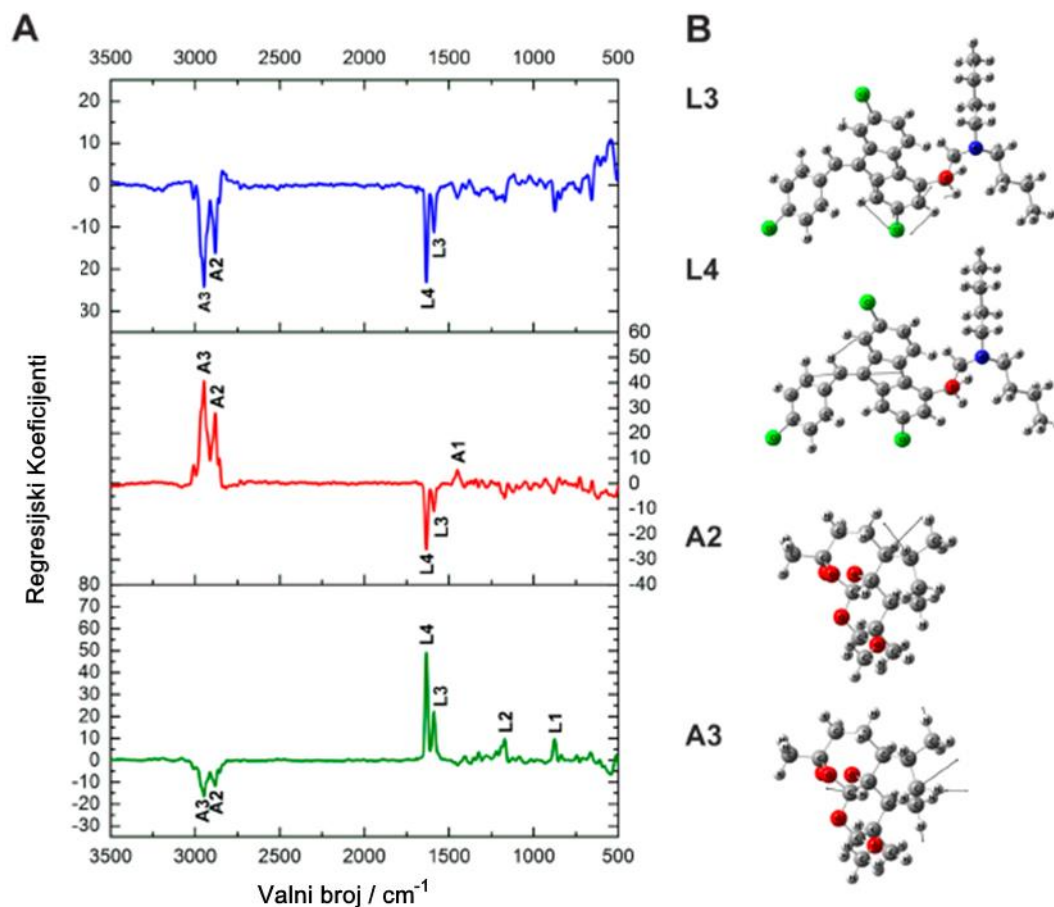 A
B
3500 3000 2500 2000 1500 1000 500
20
10
0
-10
20
30
A3
A2
L4
L3
60
50
40
30
20
10
0
-10
-20
-30
-40
A3
A2
A1
L4
L3
80
70
60
50
40
30
20
10
0
-10
-20
-30
A3
A2
L4
L3
L2
L1
3500 3000 2500 2000 1500 1000 500
Regresijski Koeficijenti
Valni broj / cm⁻¹
L3
L4
A2
A3